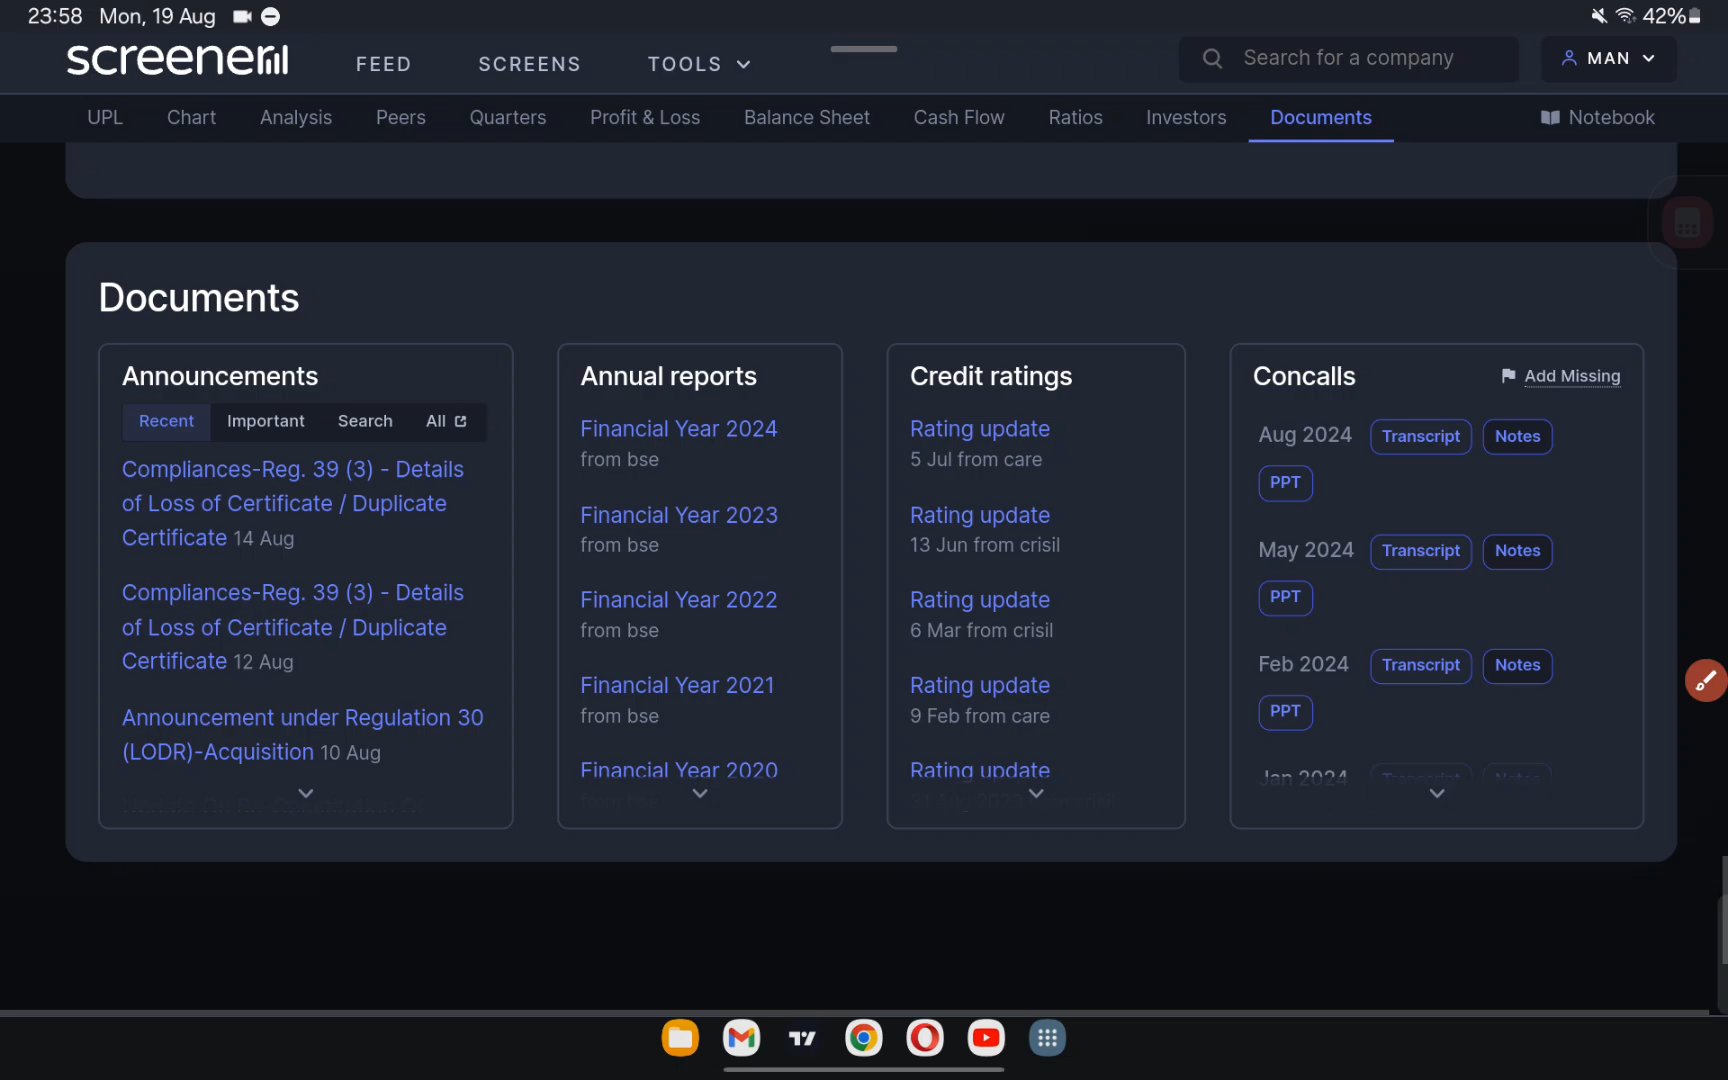 23:58 Mon, 19 Aug
42%
screener
FEED
SCREENS
TOOLS
Search for a company
MAN
UPL
Chart
Analysis
Peers
Quarters
Profit & Loss
Balance Sheet
Cash Flow
Ratios
Investors
Documents
Notebook
Documents
Announcements
Recent
Important
Search
All
Compliances-Reg. 39 (3) - Details
of Loss of Certificate / Duplicate
Certificate 14 Aug
Compliances-Reg. 39 (3) - Details
of Loss of Certificate / Duplicate
Certificate 12 Aug
Announcement under Regulation 30
(LODR)-Acquisition 10 Aug
Annual reports
Financial Year 2024
from bse
Financial Year 2023
from bse
Financial Year 2022
from bse
Financial Year 2021
from bse
Financial Year 2020
from bse
Credit ratings
Rating update
5 Jul from care
Rating update
13 Jun from crisil
Rating update
6 Mar from crisil
Rating update
9 Feb from care
Rating update
Concalls
Add Missing
Aug 2024 Transcript Notes
PPT
May 2024 Transcript Notes
PPT
Feb 2024 Transcript Notes
PPT
Jan 2024 Transcript Notes